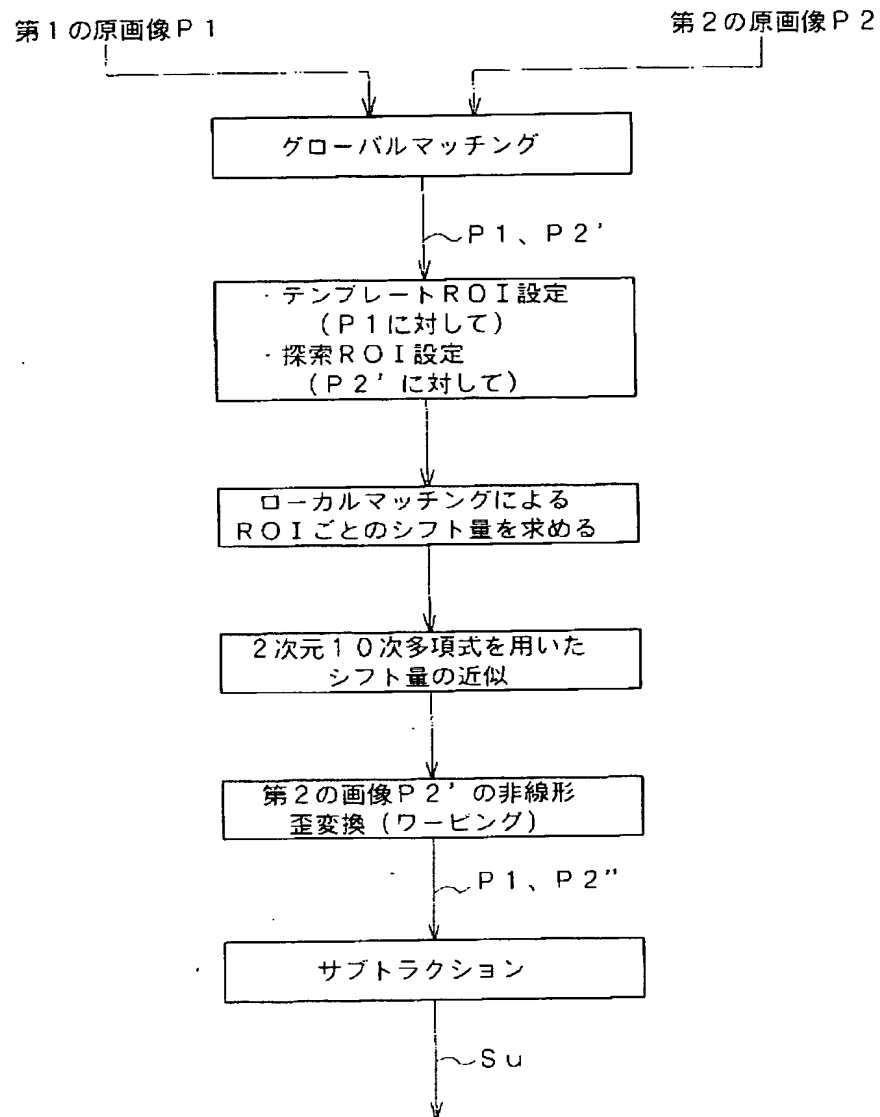 第１の原画像Ｐ１
第２の原画像Ｐ２
グローバルマッチング
Ｐ１、Ｐ２'
・テンプレートＲＯＩ設定
（Ｐ１に対して）
・探索ＲＯＩ設定
（Ｐ２'に対して）
ローカルマッチングによる
ＲＯＩごとのシフト量を求める
２次元１０次多項式を用いた
シフト量の近似
第２の画像Ｐ２'の非線形
歪変換（ワーピング）
Ｐ１、Ｐ２"
サブトラクション
Ｓｕ